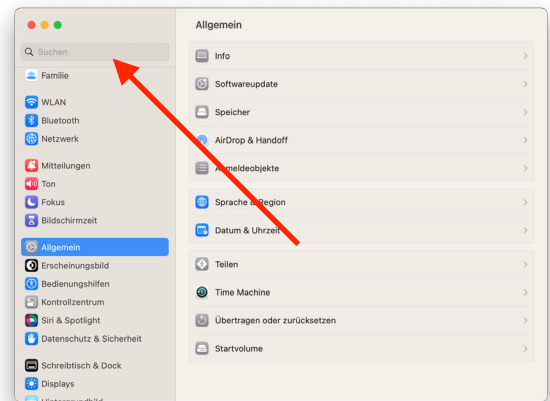 Allgemein
Suchen
Familie
WLAN
Bluetooth
Netzwerk
Mitteilungen
Ton
Fokus
Bildschirmzeit
Allgemein
Erscheinungsbild
Bedienungshilfen
Kontrollzentrum
Siri & Spotlight
Datenschutz & Sicherheit
Schreibtisch & Dock
Displays
Info
Softwareupdate
Speicher
AirDrop & Handoff
Anmeldeobjekte
Sprache & Region
Datum & Uhrzeit
Teilen
Time Machine
Übertragen oder zurücksetzen
Startvolume